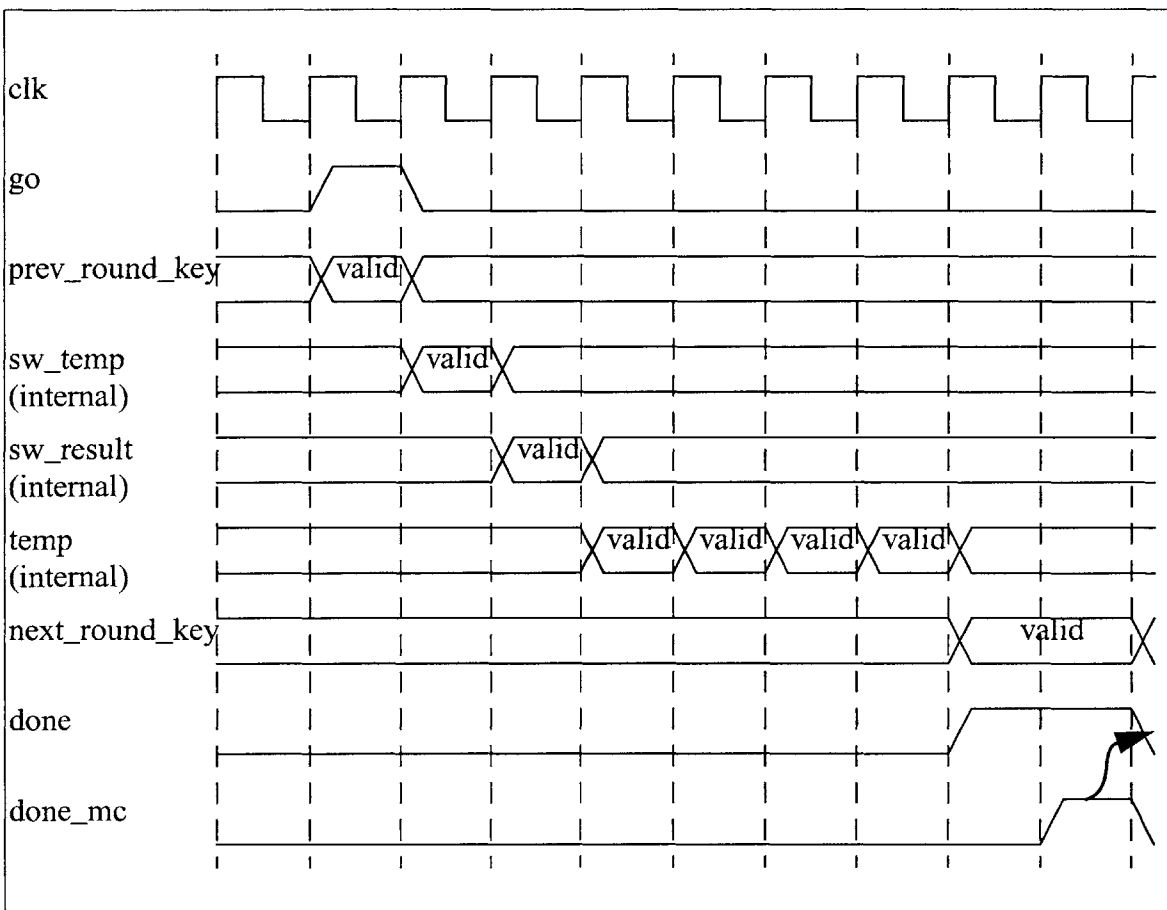 clk
go
prev_round_key valid
sw_temp valid
(internal)
sw_result valid
(internal)
temp valid valid valid valid
(internal)
next_round_key valid
done
done_mc